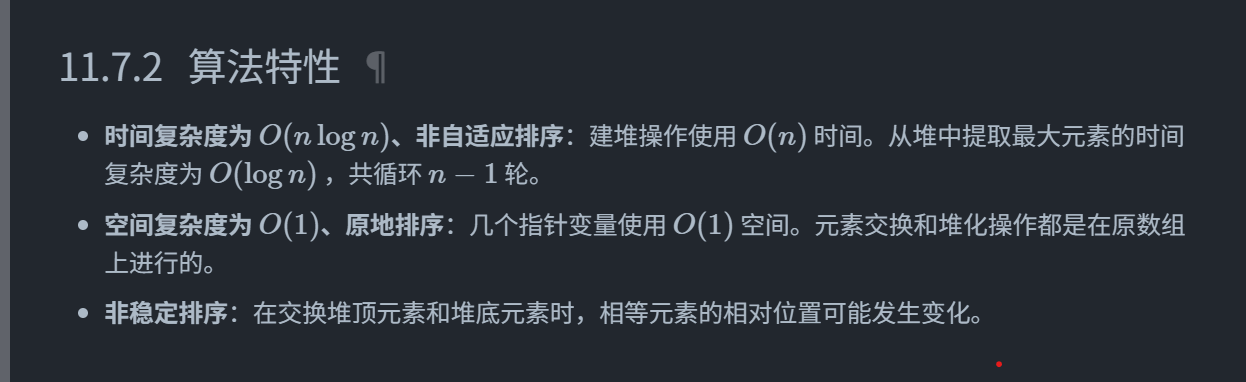 11.7.2 算法特性 ¶
• 时间复杂度为 O(n log n)、非自适应排序：建堆操作使用 O(n) 时间。从堆中提取最大元素的时间
复杂度为 O(log n) ，共循环 n − 1 轮。
• 空间复杂度为 O(1)、原地排序：几个指针变量使用 O(1) 空间。元素交换和堆化操作都是在原数组
上进行的。
• 非稳定排序：在交换堆顶元素和堆底元素时，相等元素的相对位置可能发生变化。